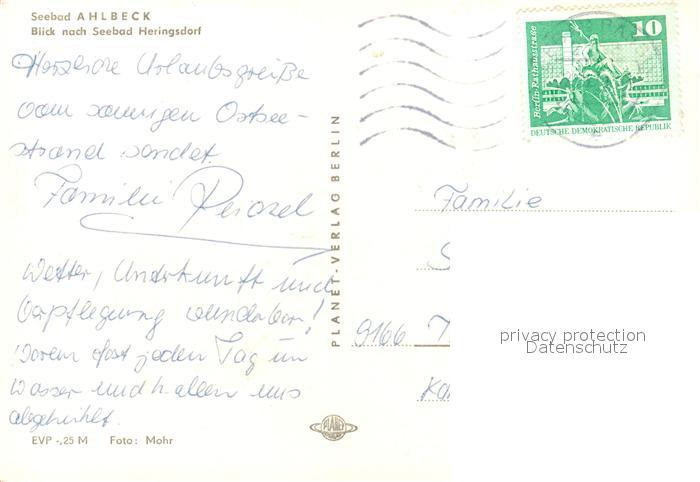 Seebad AHLBECK
Blick nach Seebad Heringsdorf
Herzliche Urlaubsgrüße
vom sonnigen Ostsee-
strand sendet
Familie
Wetter, Unterkunft und
Verpflegung wunderbar!
Waren fast jeden Tag im
Wasser und haben uns
abgekühlt.
EVP -,25 M Foto: Mohr
PLANET-VERLAG BERLIN
PLANET
10
Berlin·Rathausstraße
DEUTSCHE DEMOKRATISCHE REPUBLIK
Familie
S
9166 T
privacy protection
Datenschutz